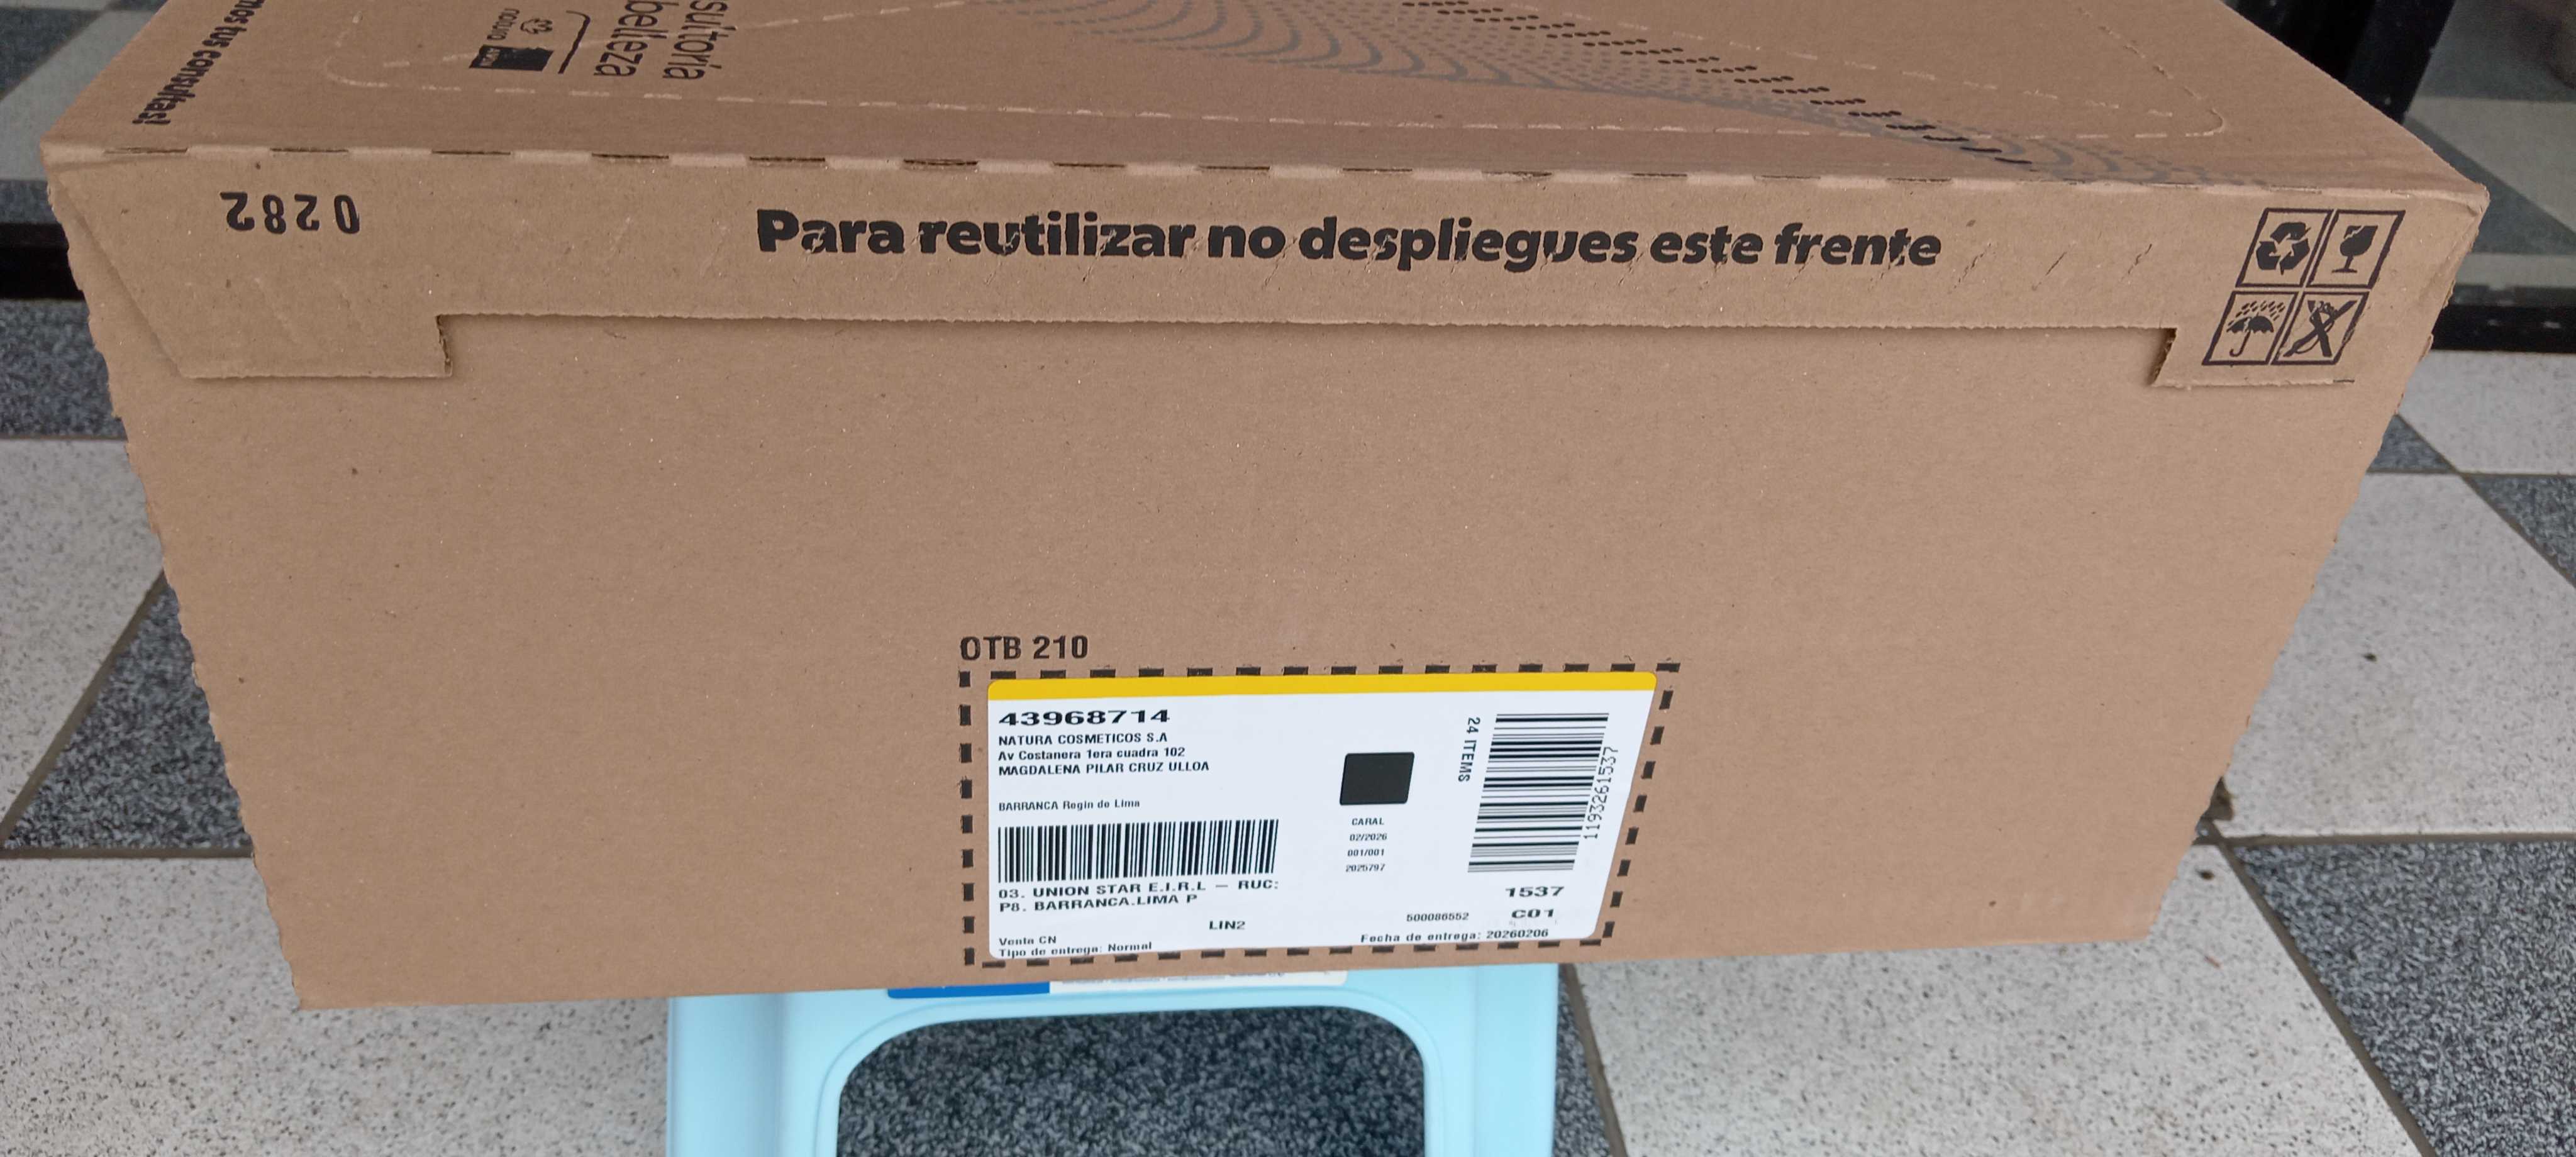 nos tus consultas!
natura
AVON
sultoría
belleza
0282
Para reutilizar no despliegues este frente
OTB 210
43968714
NATURA COSMETICOS S.A
Av Costanera 1era cuadra 102
MAGDALENA PILAR CRUZ ULLOA
BARRANCA Regin de Lima
03. UNION STAR E.I.R.L — RUC:
P8. BARRANCA.LIMA P
LIN2
Venta CN
Tipo de entrega: Normal
CARAL
02/2026
001/001
2025797
24 ITEMS
1193261537
1537
500086552
C01
Fecha de entrega: 20260206